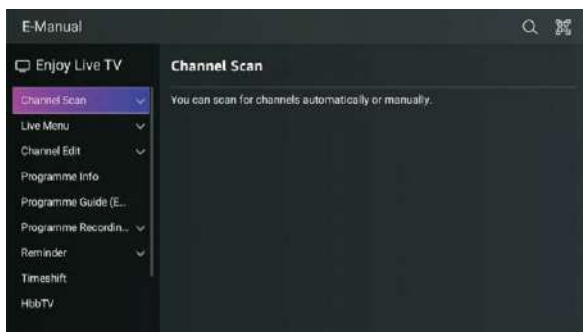 E-Manual
Enjoy Live TV
Channel Scan
Live Menu
Channel Edit
Programme Info
Programme Guide (E...
Programme Recordin...
Reminder
Timeshift
HbbTV
Channel Scan
You can scan for channels automatically or manually.